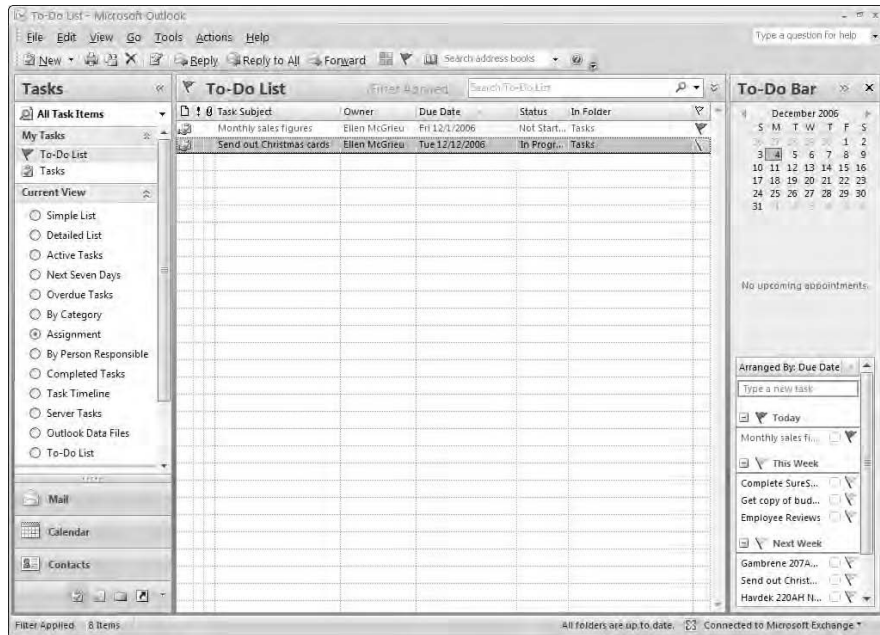 To-Do List - Microsoft Outlook
File Edit View Go Tools Actions Help
Type a question for help
New Reply Reply to All Forward Search address books
Tasks
All Task Items
My Tasks
To-Do List
Tasks
Current View
Simple List
Detailed List
Active Tasks
Next Seven Days
Overdue Tasks
By Category
Assignment
By Person Responsible
Completed Tasks
Task Timeline
Server Tasks
Outlook Data Files
To-Do List
Mail
Calendar
Contacts
To-Do List (Filter Applied) Search To-Do List
Task Subject Owner Due Date Status In Folder
Monthly sales figures Ellen McGrieu Fri 12/1/2006 Not Start... Tasks
Send out Christmas cards Ellen McGrieu Tue 12/12/2006 In Progr... Tasks
To-Do Bar
December 2006
S M T W T F S
26 27 28 29 30 1 2
3 4 5 6 7 8 9
10 11 12 13 14 15 16
17 18 19 20 21 22 23
24 25 26 27 28 29 30
31
No upcoming appointments.
Arranged By: Due Date
Type a new task
Today
Monthly sales fi...
This Week
Complete SureS...
Get copy of bud...
Employee Reviews
Next Week
Gambrene 207A...
Send out Christ...
Havdek 220AH N...
Filter Applied 8 Items
All folders are up to date. Connected to Microsoft Exchange